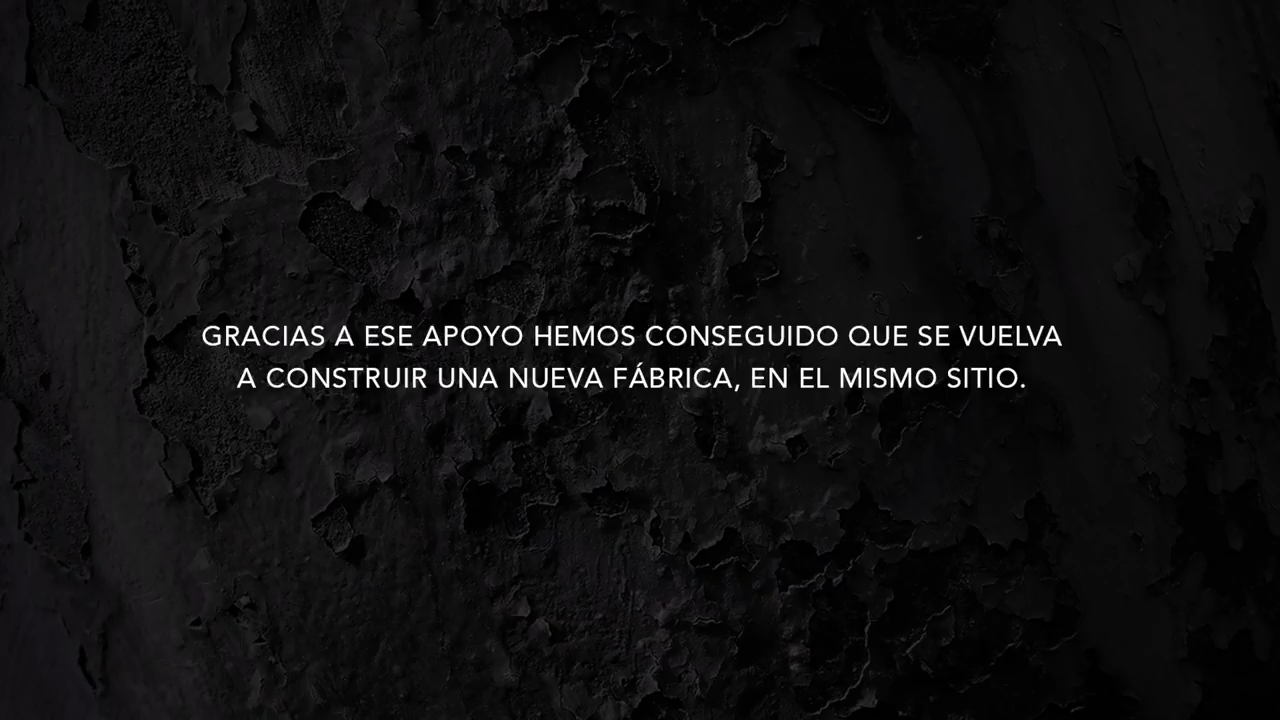 GRACIAS A ESE APOYO HEMOS CONSEGUIDO QUE SE VUELVA
A CONSTRUIR UNA NUEVA FÁBRICA, EN EL MISMO SITIO.